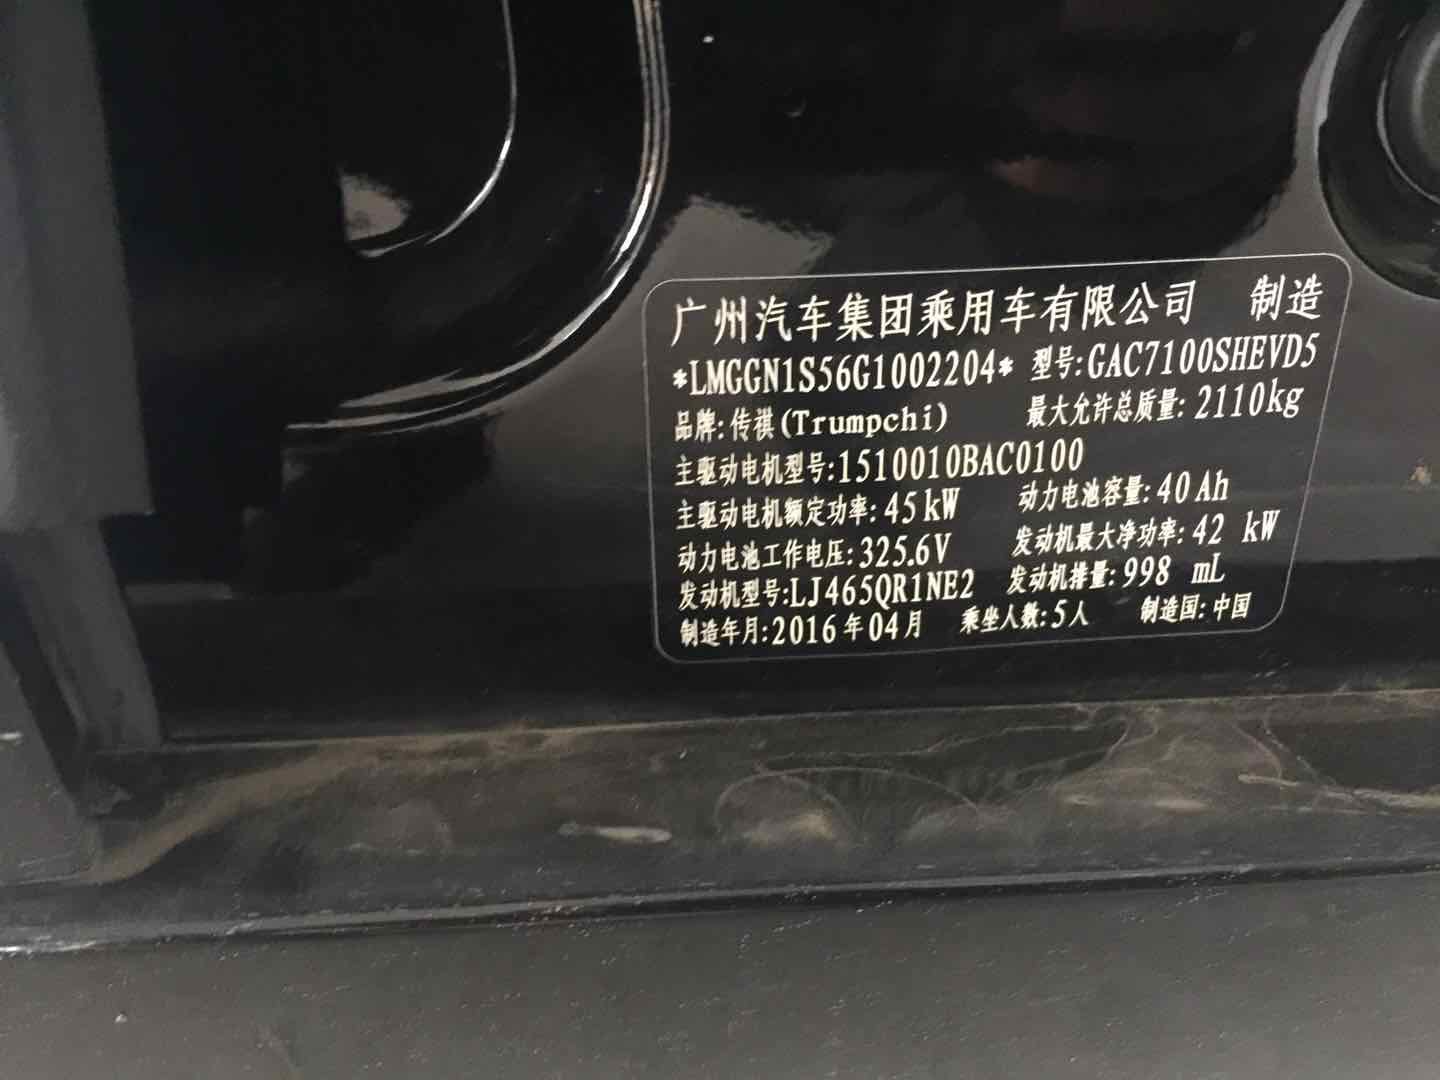 广州汽车集团乘用车有限公司 制造
*LMGGN1S56G1002204* 型号:GAC7100SHEVD5
品牌:传祺(Trumpchi) 最大允许总质量:2110kg
主驱动电机型号:1510010BAC0100
主驱动电机额定功率:45kW 动力电池容量:40Ah
动力电池工作电压:325.6V 发动机最大净功率:42 kW
发动机型号:LJ465QR1NE2 发动机排量:998 mL
制造年月:2016年04月 乘坐人数:5人 制造国:中国